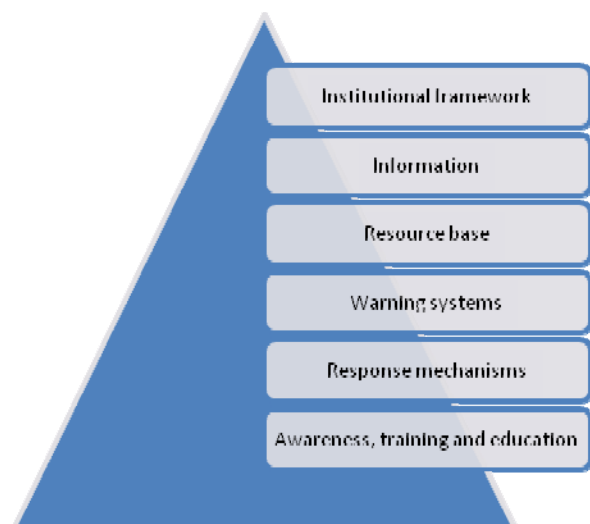 Institutional framework
Information
Resource base
Warning systems
Response mechanisms
Awareness, training and education